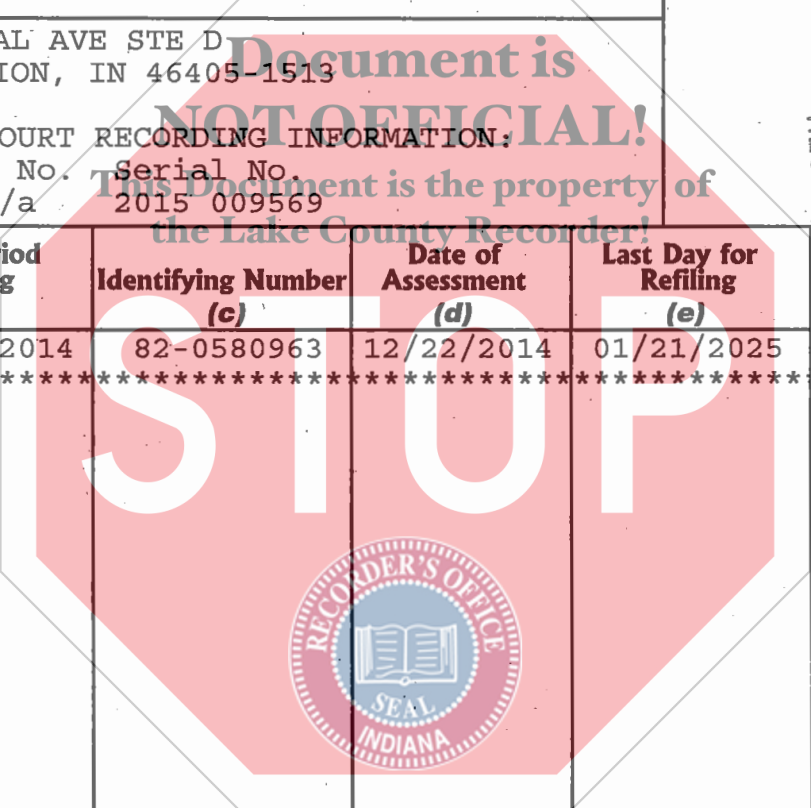 AL AVE STE D
ION, IN 46405-1513
Document is
NOT OFFICIAL!
OURT RECORDING INFORMATION:
No. Serial No.
This Document is the property of
/a 2015 009569
the Lake County Recorder!
iod
g
Identifying Number
(c)
Date of
Assessment
(d)
Last Day for
Refiling
(e)
2014 82-0580963 12/22/2014 01/21/2025
*******************************************************
STOP
RECORDER'S OFFICE
SEAL
INDIANA